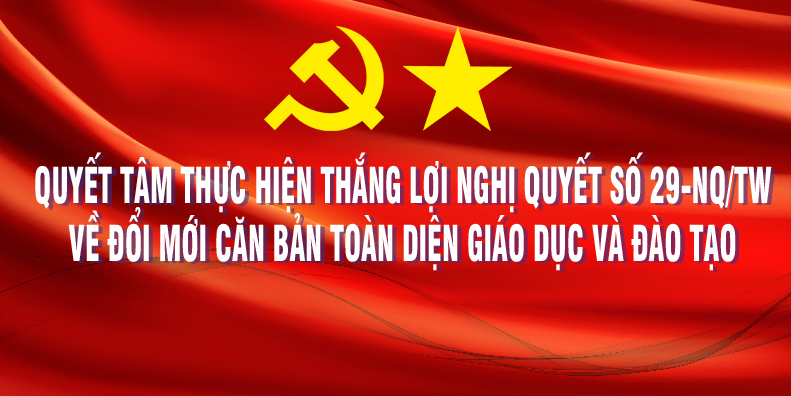 QUYẾT TÂM THỰC HIỆN THẮNG LỢI NGHỊ QUYẾT SỐ 29-NQ/TW
VỀ ĐỔI MỚI CĂN BẢN TOÀN DIỆN GIÁO DỤC VÀ ĐÀO TẠO